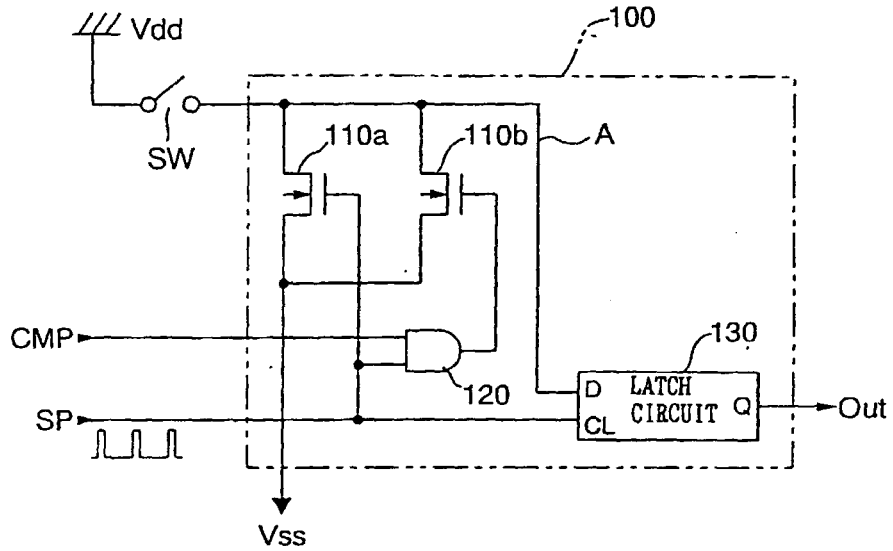 100
Vdd
SW
110a
110b
A
CMP
120
130
D
LATCH
CIRCUIT
Q
CL
Out
SP
Vss